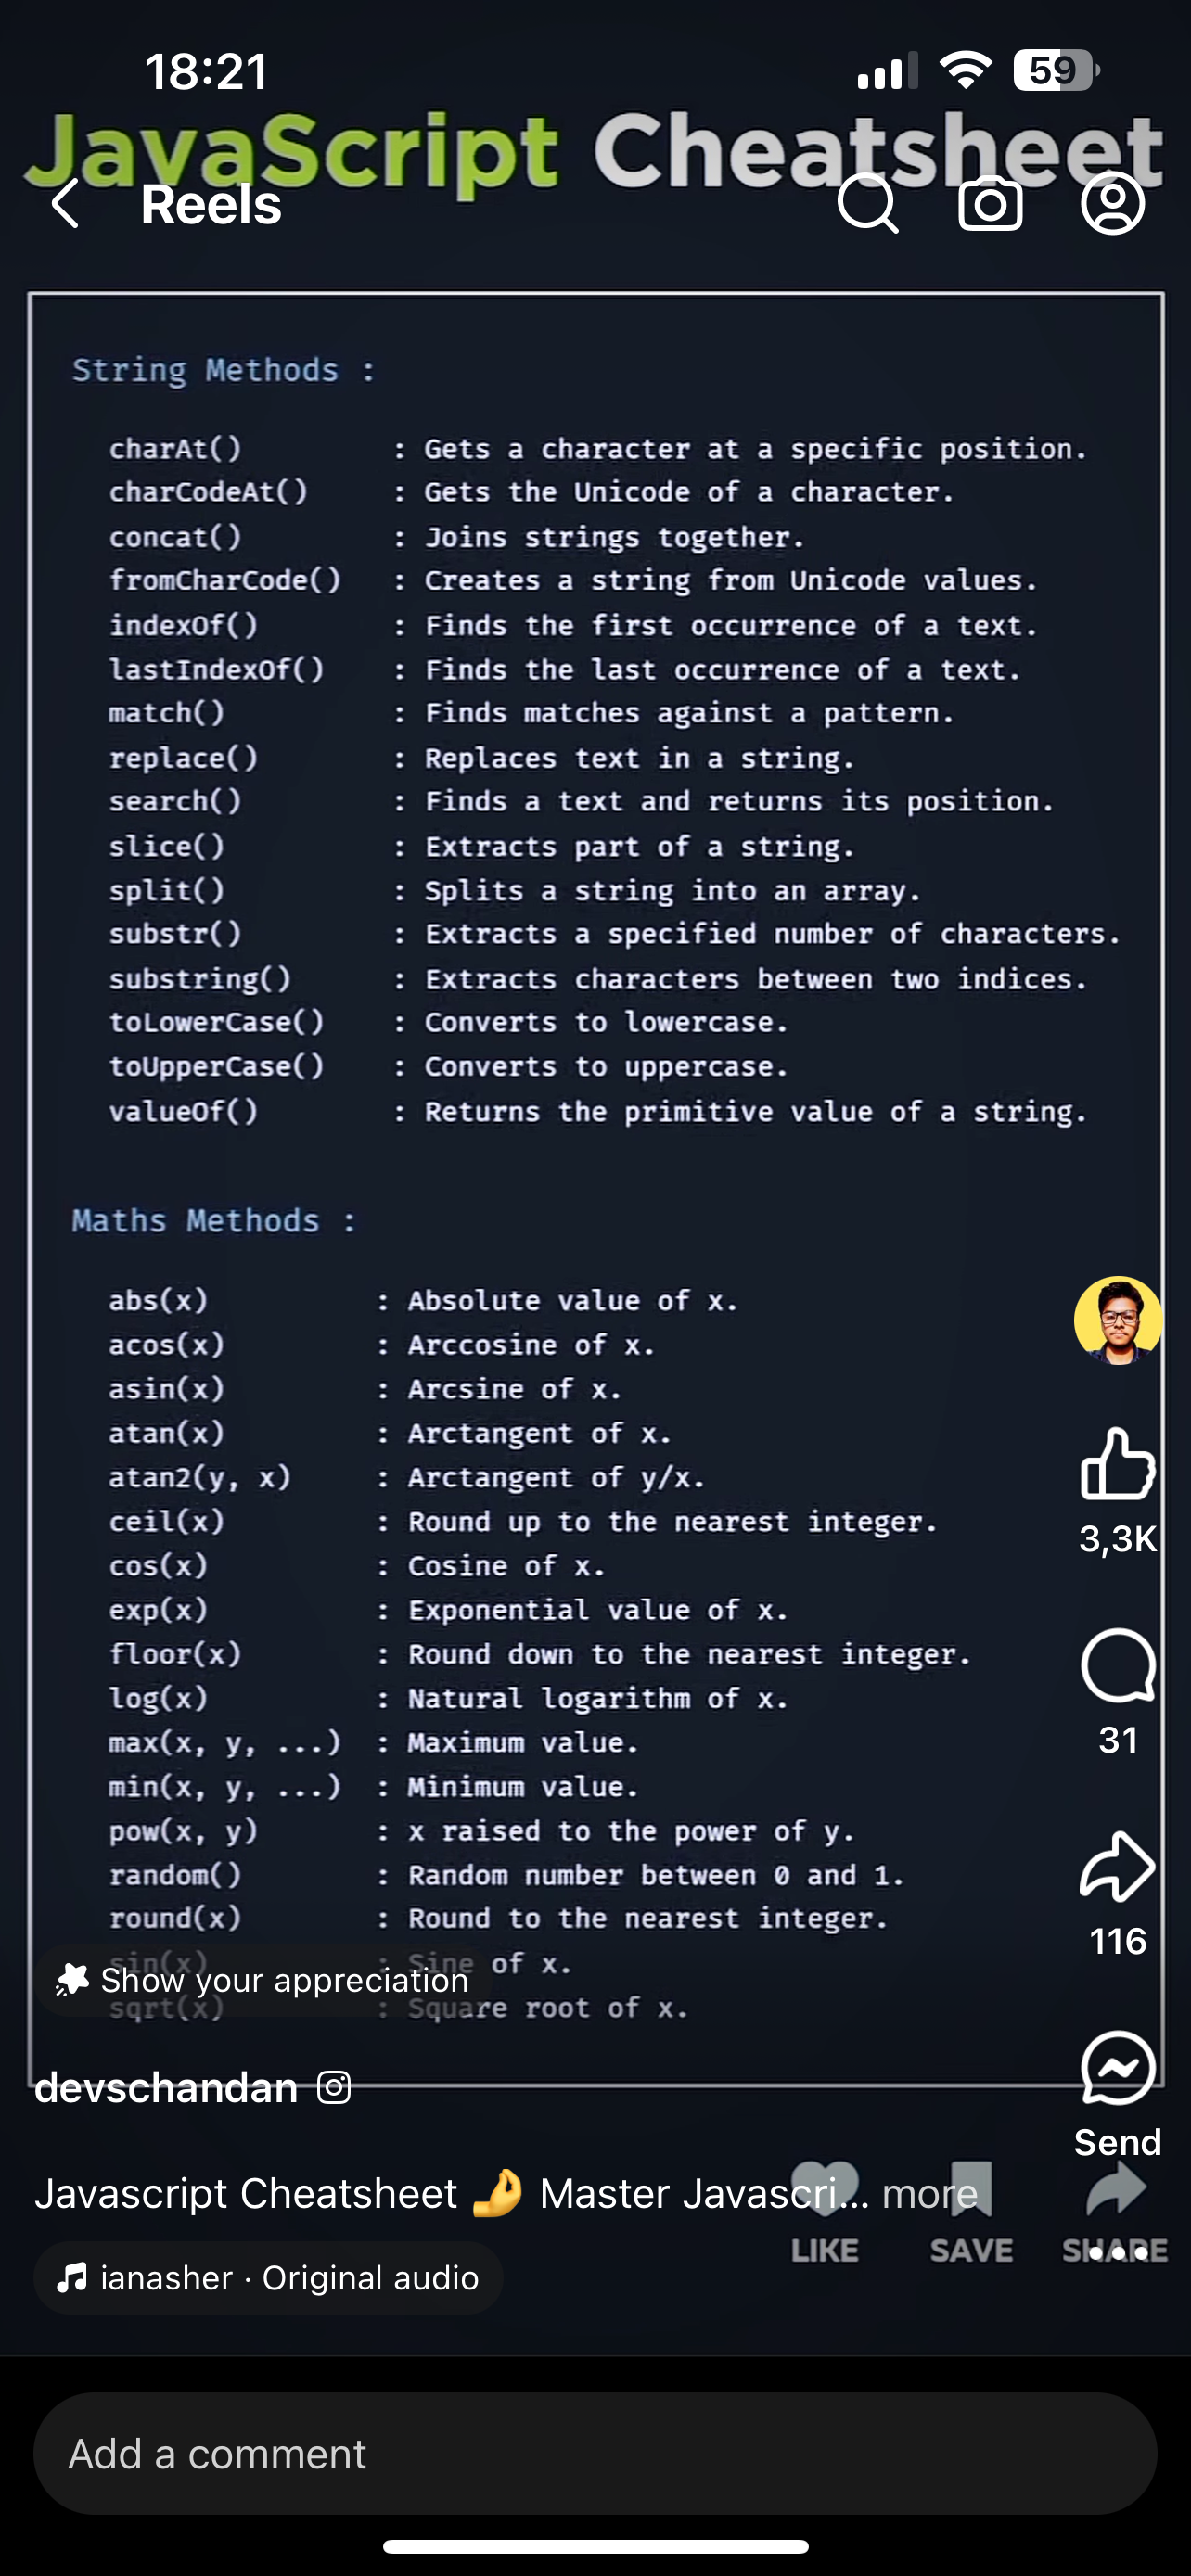 18:21
59
JavaScript Cheatsheet
Reels
String Methods :
charAt() : Gets a character at a specific position.
charCodeAt() : Gets the Unicode of a character.
concat() : Joins strings together.
fromCharCode() : Creates a string from Unicode values.
indexOf() : Finds the first occurrence of a text.
lastIndexOf() : Finds the last occurrence of a text.
match() : Finds matches against a pattern.
replace() : Replaces text in a string.
search() : Finds a text and returns its position.
slice() : Extracts part of a string.
split() : Splits a string into an array.
substr() : Extracts a specified number of characters.
substring() : Extracts characters between two indices.
toLowerCase() : Converts to lowercase.
toUpperCase() : Converts to uppercase.
valueOf() : Returns the primitive value of a string.
Maths Methods :
abs(x) : Absolute value of x.
acos(x) : Arccosine of x.
asin(x) : Arcsine of x.
atan(x) : Arctangent of x.
atan2(y, x) : Arctangent of y/x.
ceil(x) : Round up to the nearest integer.
cos(x) : Cosine of x.
exp(x) : Exponential value of x.
floor(x) : Round down to the nearest integer.
log(x) : Natural logarithm of x.
max(x, y, ...) : Maximum value.
min(x, y, ...) : Minimum value.
pow(x, y) : x raised to the power of y.
random() : Random number between 0 and 1.
round(x) : Round to the nearest integer.
sin(x) : Sine of x.
sqrt(x) : Square root of x.
3,3K
31
116
Send
Show your appreciation
devschandan
Javascript Cheatsheet 🤌 Master Javascri... more
LIKE SAVE SHARE
ianasher · Original audio
Add a comment